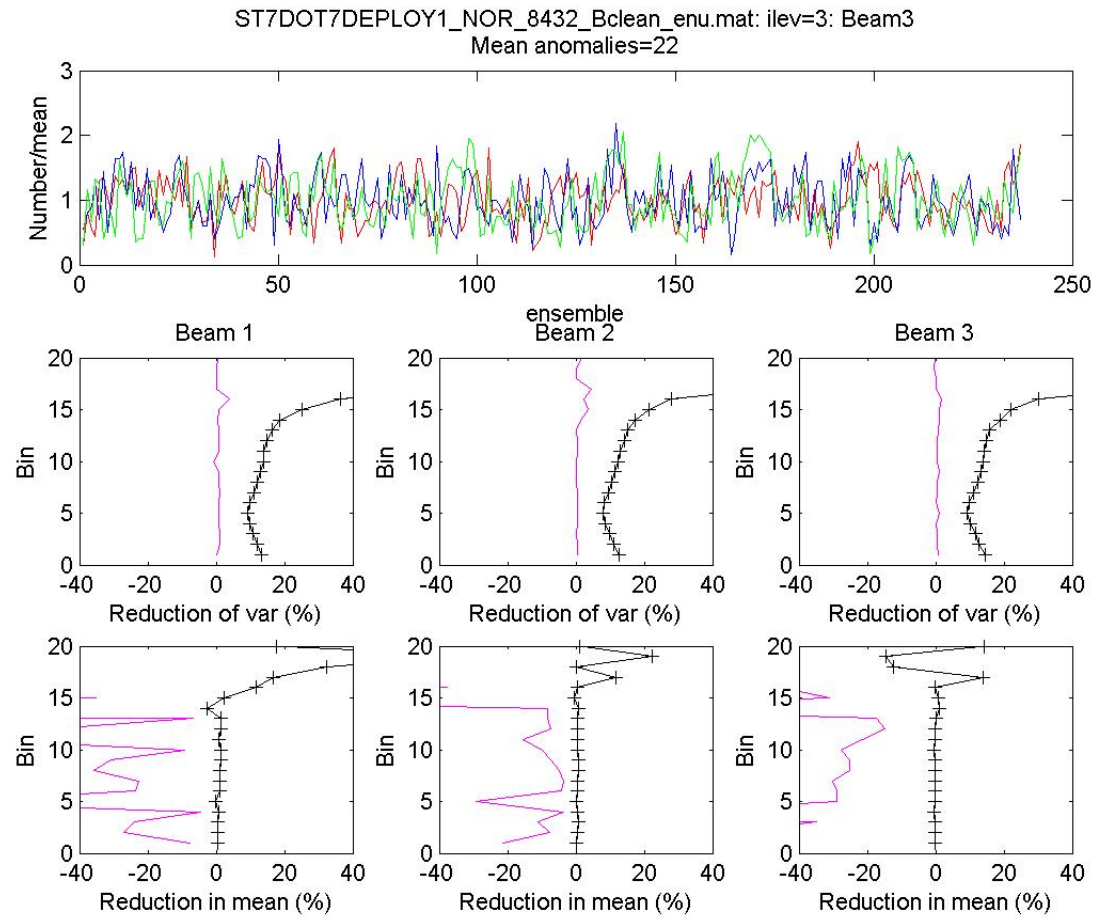 ST7DOT7DEPLOY1_NOR_8432_Bclean_enu.mat: ilev=3: Beam3
Mean anomalies=22
3
2
1
0
Number/mean
0 50 100 150 200 250
ensemble
Beam 1 Beam 2 Beam 3
20 20 20
15 15 15
10 10 10
5 5 5
0 0 0
Bin Bin Bin
-40 -20 0 20 40 -40 -20 0 20 40 -40 -20 0 20 40
Reduction of var (%) Reduction of var (%) Reduction of var (%)
20 20 20
15 15 15
10 10 10
5 5 5
0 0 0
Bin Bin Bin
-40 -20 0 20 40 -40 -20 0 20 40 -40 -20 0 20 40
Reduction in mean (%) Reduction in mean (%) Reduction in mean (%)